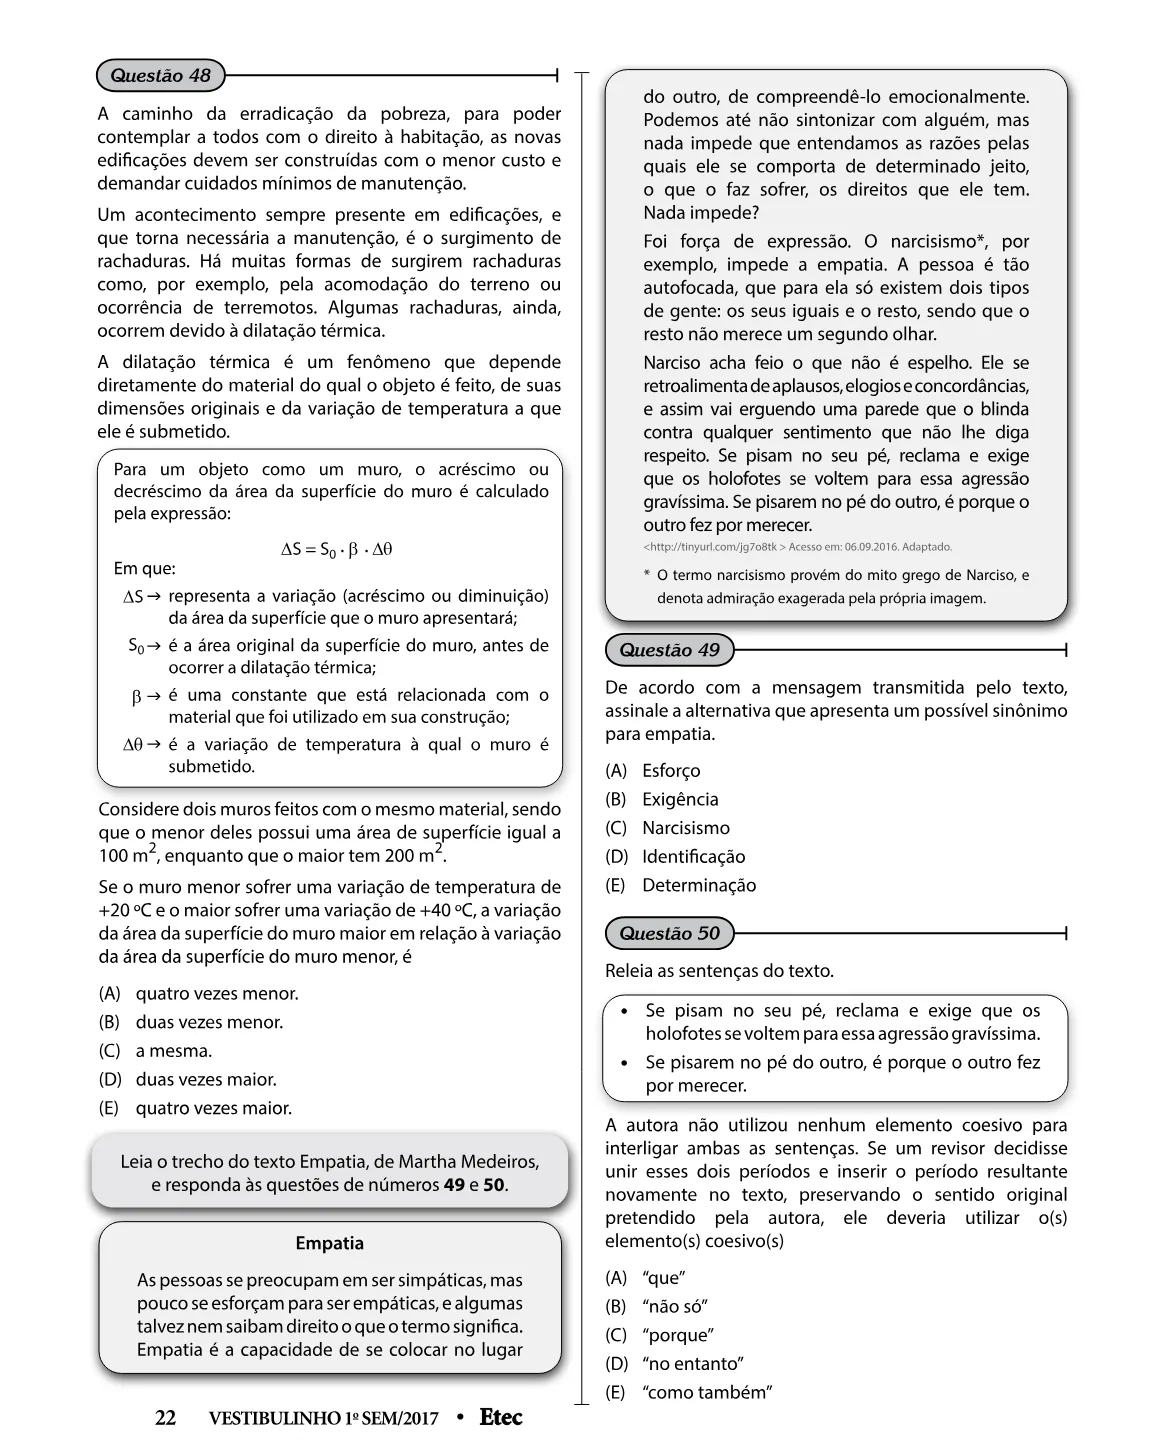 Questão 48
A caminho da erradicação da pobreza, para poder
contemplar a todos com o direito à habitação, as novas
edificações devem ser construídas com o menor custo e
demandar cuidados mínimos de manutenção.
Um acontecimento sempre presente em edificações, e
que torna necessária a manutenção, é o surgimento de
rachaduras. Há muitas formas de surgirem rachaduras
como, por exemplo, pela acomodação do terreno ou
ocorrência de terremotos. Algumas rachaduras, ainda,
ocorrem devido à dilatação térmica.
A dilatação térmica é um fenômeno que depende
diretamente do material do qual o objeto é feito, de suas
dimensões originais e da variação de temperatura a que
ele é submetido.
Para um objeto como um muro, o acréscimo ou
decréscimo da área da superfície do muro é calculado
pela expressão:
ΔS = S₀ · β · Δθ
Em que:
ΔS → representa a variação (acréscimo ou diminuição)
da área da superfície que o muro apresentará;
S₀ → é a área original da superfície do muro, antes de
ocorrer a dilatação térmica;
β → é uma constante que está relacionada com o
material que foi utilizado em sua construção;
Δθ → é a variação de temperatura à qual o muro é
submetido.
Considere dois muros feitos com o mesmo material, sendo
que o menor deles possui uma área de superfície igual a
100 m², enquanto que o maior tem 200 m².
Se o muro menor sofrer uma variação de temperatura de
+20 ºC e o maior sofrer uma variação de +40 ºC, a variação
da área da superfície do muro maior em relação à variação
da área da superfície do muro menor, é
(A) quatro vezes menor.
(B) duas vezes menor.
(C) a mesma.
(D) duas vezes maior.
(E) quatro vezes maior.
Leia o trecho do texto Empatia, de Martha Medeiros,
e responda às questões de números 49 e 50.
Empatia
As pessoas se preocupam em ser simpáticas, mas
pouco se esforçam para ser empáticas, e algumas
talvez nem saibam direito o que o termo significa.
Empatia é a capacidade de se colocar no lugar
do outro, de compreendê-lo emocionalmente.
Podemos até não sintonizar com alguém, mas
nada impede que entendamos as razões pelas
quais ele se comporta de determinado jeito,
o que o faz sofrer, os direitos que ele tem.
Nada impede?
Foi força de expressão. O narcisismo*, por
exemplo, impede a empatia. A pessoa é tão
autofocada, que para ela só existem dois tipos
de gente: os seus iguais e o resto, sendo que o
resto não merece um segundo olhar.
Narciso acha feio o que não é espelho. Ele se
retroalimenta de aplausos, elogios e concordâncias,
e assim vai erguendo uma parede que o blinda
contra qualquer sentimento que não lhe diga
respeito. Se pisam no seu pé, reclama e exige
que os holofotes se voltem para essa agressão
gravíssima. Se pisarem no pé do outro, é porque o
outro fez por merecer.
<http://tinyurl.com/jg7o8tk > Acesso em: 06.09.2016. Adaptado.
* O termo narcisismo provém do mito grego de Narciso, e
denota admiração exagerada pela própria imagem.
Questão 49
De acordo com a mensagem transmitida pelo texto,
assinale a alternativa que apresenta um possível sinônimo
para empatia.
(A) Esforço
(B) Exigência
(C) Narcisismo
(D) Identificação
(E) Determinação
Questão 50
Releia as sentenças do texto.
• Se pisam no seu pé, reclama e exige que os
holofotes se voltem para essa agressão gravíssima.
• Se pisarem no pé do outro, é porque o outro fez
por merecer.
A autora não utilizou nenhum elemento coesivo para
interligar ambas as sentenças. Se um revisor decidisse
unir esses dois períodos e inserir o período resultante
novamente no texto, preservando o sentido original
pretendido pela autora, ele deveria utilizar o(s)
elemento(s) coesivo(s)
(A) “que”
(B) “não só”
(C) “porque”
(D) “no entanto”
(E) “como também”
22 VESTIBULINHO 1º SEM/2017 • Etec